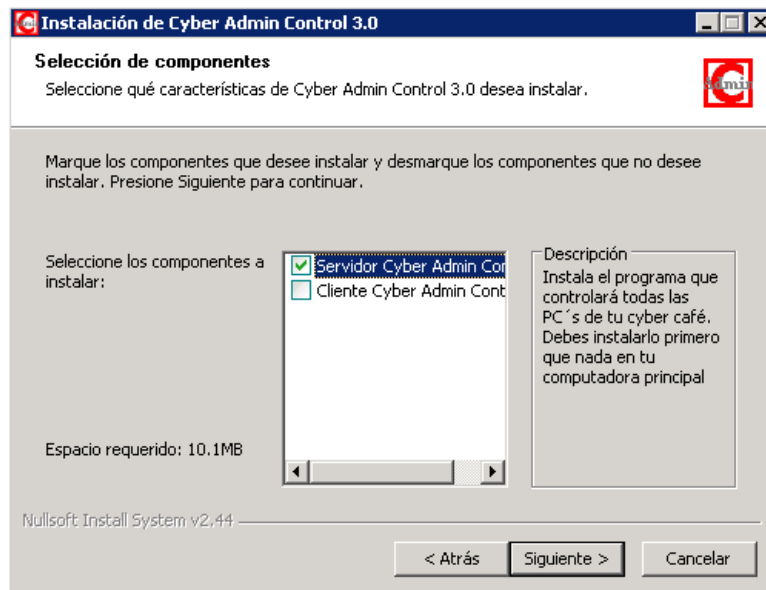 Instalación de Cyber Admin Control 3.0
Selección de componentes
Seleccione qué características de Cyber Admin Control 3.0 desea instalar.
Admin
Marque los componentes que desee instalar y desmarque los componentes que no desee
instalar. Presione Siguiente para continuar.
Seleccione los componentes a
instalar:
Servidor Cyber Admin Con
Cliente Cyber Admin Cont
Descripción
Instala el programa que
controlará todas las
PC´s de tu cyber café.
Debes instalarlo primero
que nada en tu
computadora principal
Espacio requerido: 10.1MB
Nullsoft Install System v2.44
< Atrás
Siguiente >
Cancelar